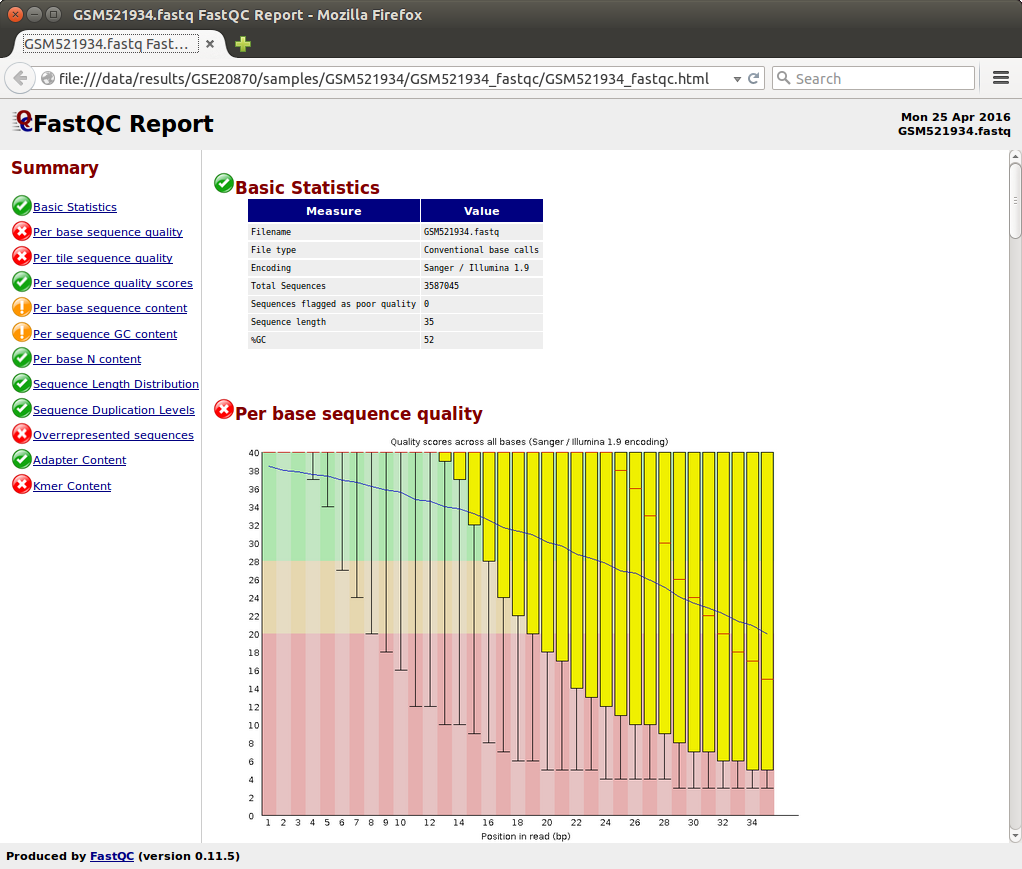 GSM521934.fastq FastQC Report - Mozilla Firefox
GSM521934.fastq Fast...
file:///data/results/GSE20870/samples/GSM521934/GSM521934_fastqc/GSM521934_fastqc.html
Search
FastQC Report
Mon 25 Apr 2016
GSM521934.fastq
Summary
Basic Statistics
Per base sequence quality
Per tile sequence quality
Per sequence quality scores
Per base sequence content
Per sequence GC content
Per base N content
Sequence Length Distribution
Sequence Duplication Levels
Overrepresented sequences
Adapter Content
Kmer Content
Basic Statistics
Measure Value
Filename GSM521934.fastq
File type Conventional base calls
Encoding Sanger / Illumina 1.9
Total Sequences 3587045
Sequences flagged as poor quality 0
Sequence length 35
%GC 52
Per base sequence quality
Quality scores across all bases (Sanger / Illumina 1.9 encoding)
40
38
36
34
32
30
28
26
24
22
20
18
16
14
12
10
8
6
4
2
0
1 2 3 4 5 6 7 8 9 10 12 14 16 18 20 22 24 26 28 30 32 34
Position in read (bp)
Produced by FastQC (version 0.11.5)